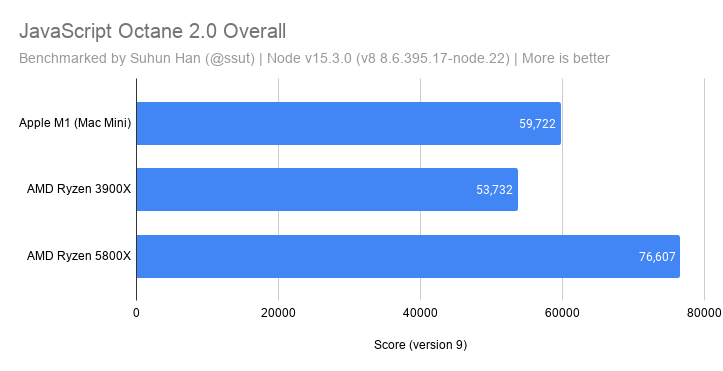 JavaScript Octane 2.0 Overall
Benchmarked by Suhun Han (@ssut) | Node v15.3.0 (v8 8.6.395.17-node.22) | More is better
Apple M1 (Mac Mini)
59,722
AMD Ryzen 3900X
53,732
AMD Ryzen 5800X
76,607
0 20000 40000 60000 80000
Score (version 9)